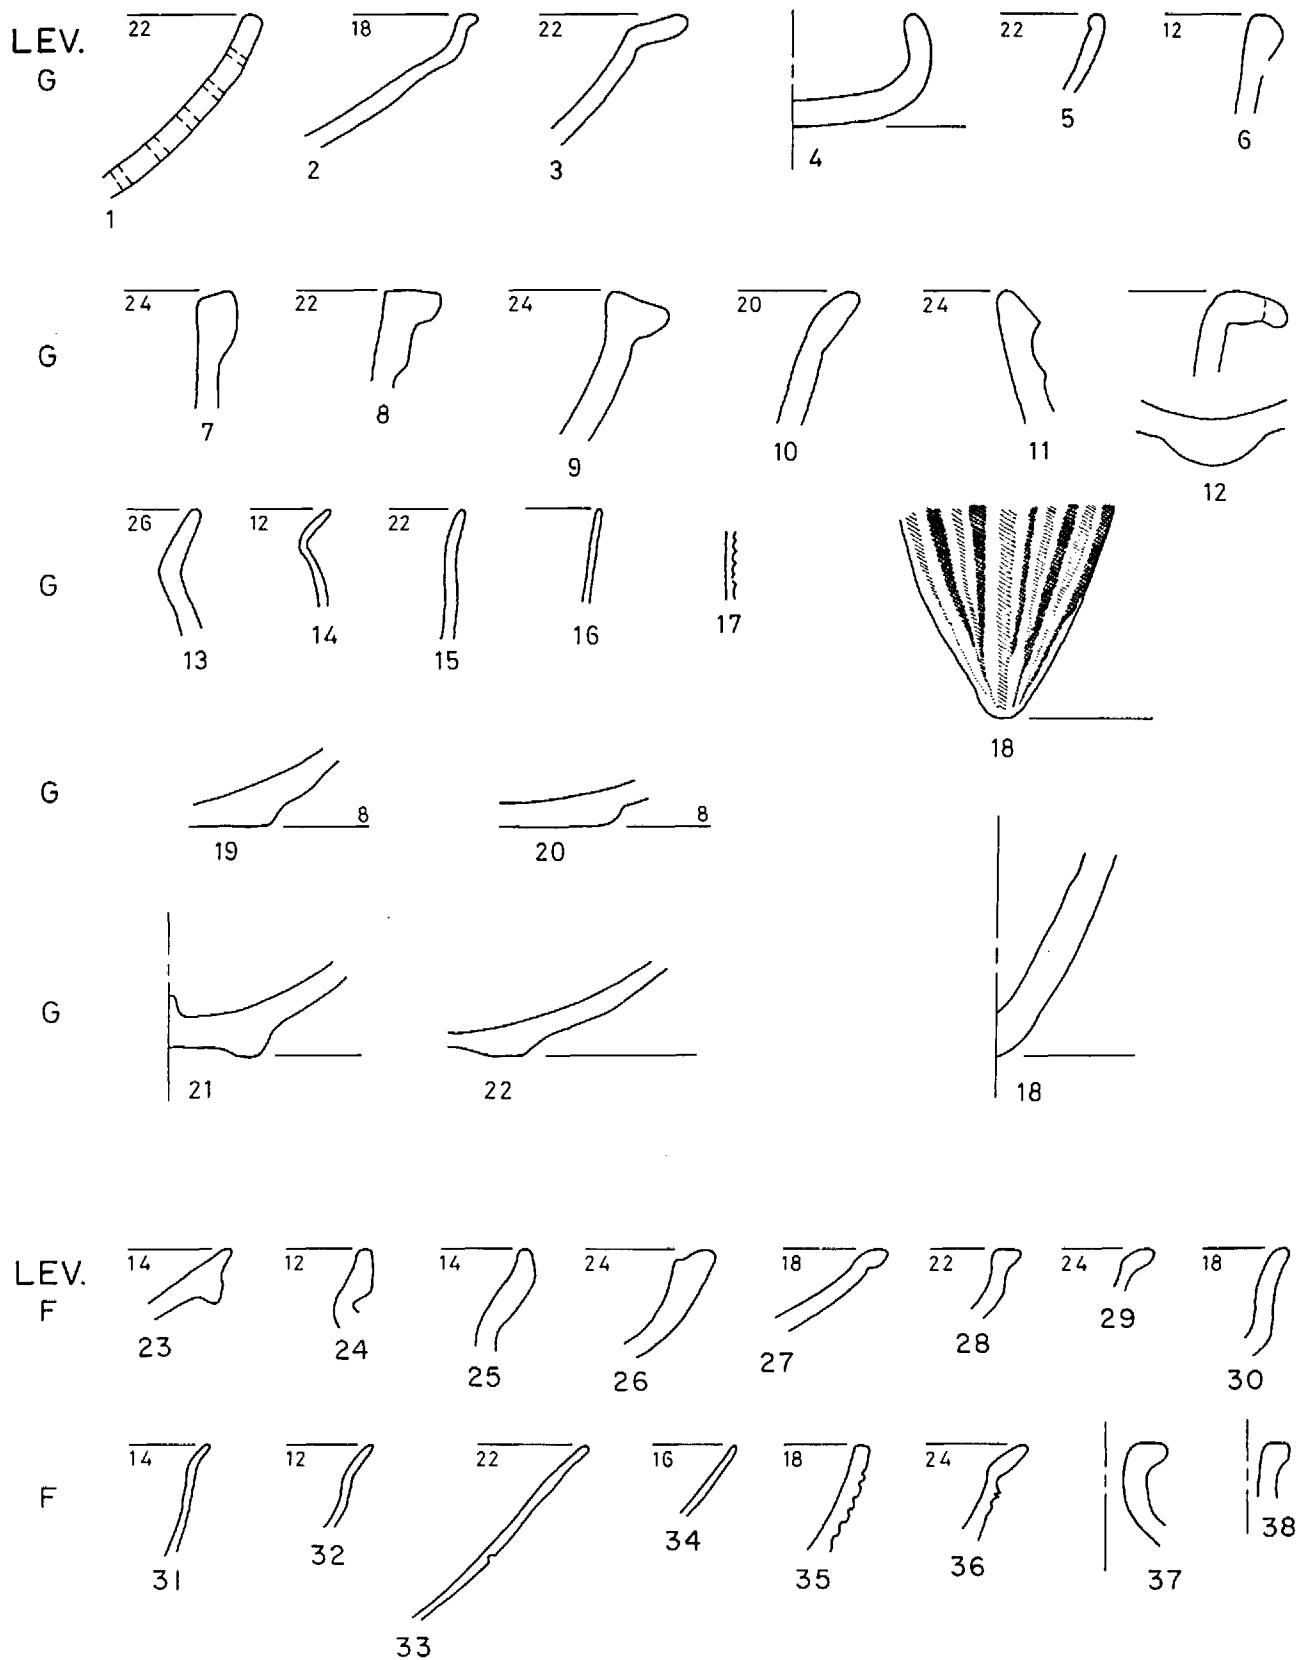 LEV.
G
22 18 22 22 12
1 2 3 4 5 6
G
24 22 24 20 24
7 8 9 10 11 12
G
26 12 22
13 14 15 16 17 18
G
8 8
19 20
G
21 22 18
LEV.
F
14 12 14 24 18 22 24 18
23 24 25 26 27 28 29 30
F
14 12 22 16 18 24
31 32 33 34 35 36 37 38